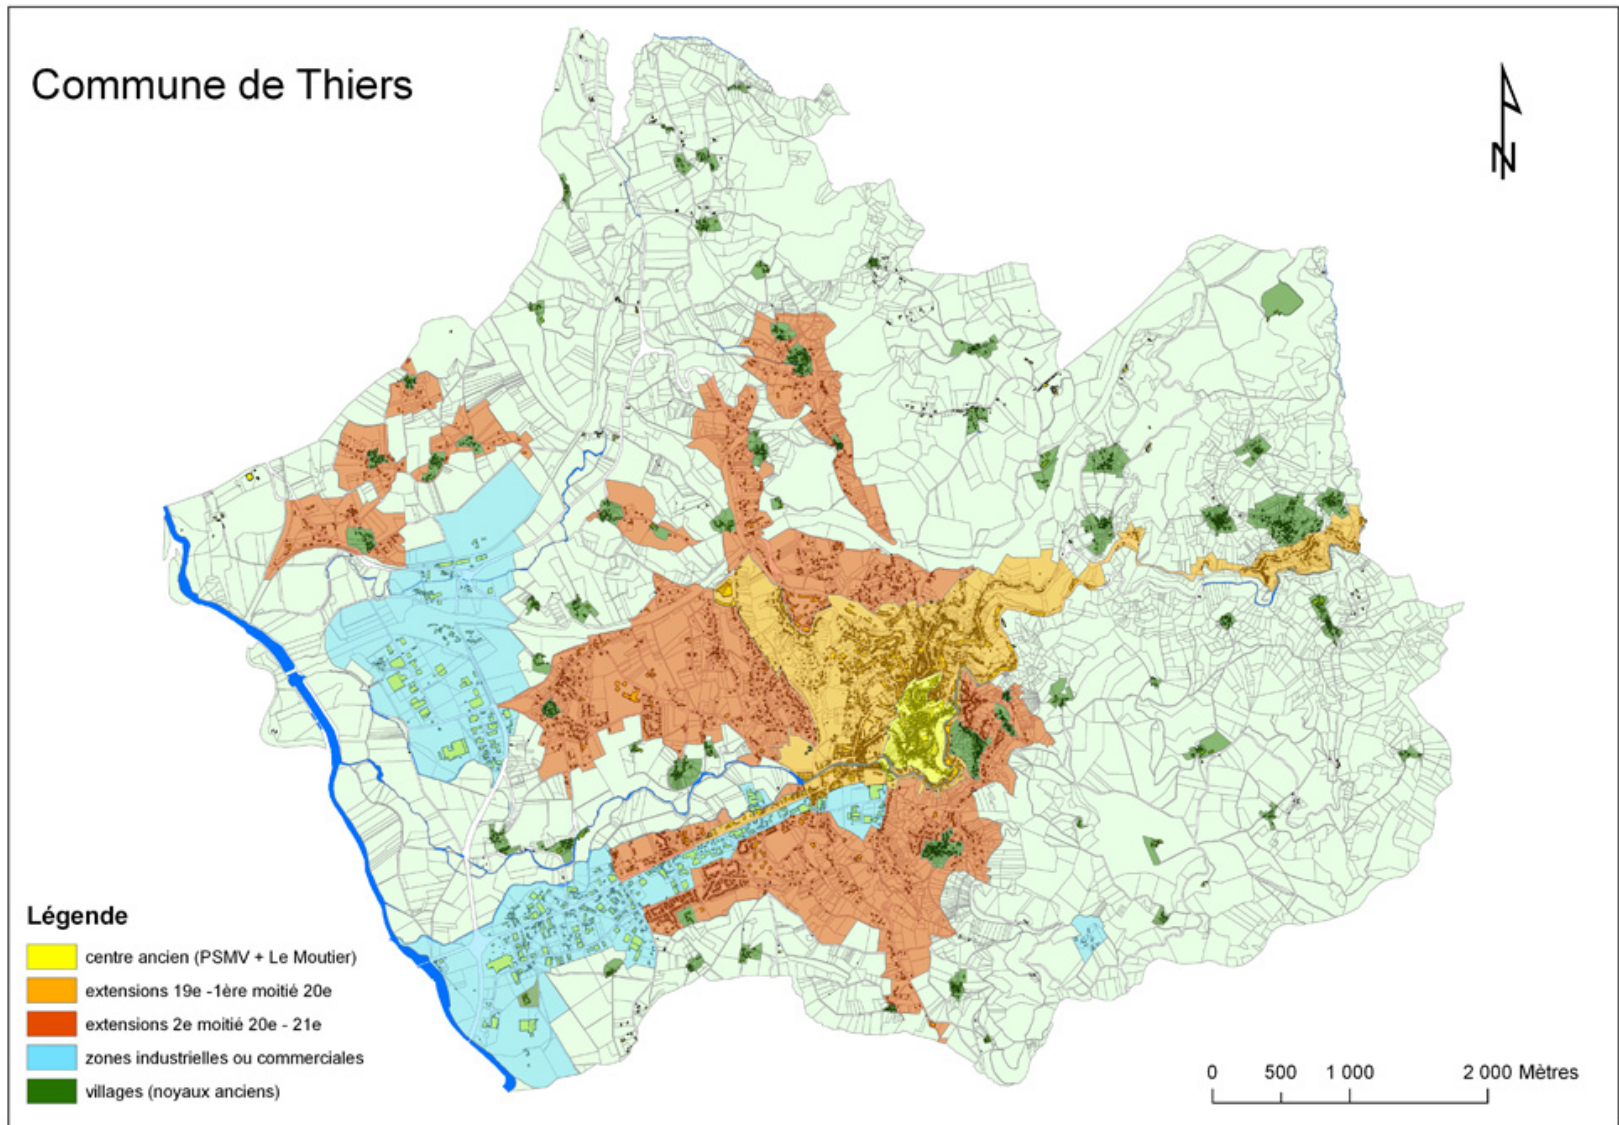 Commune de Thiers
N
Légende
centre ancien (PSMV + Le Moutier)
extensions 19e -1ère moitié 20e
extensions 2e moitié 20e - 21e
zones industrielles ou commerciales
villages (noyaux anciens)
0 500 1 000 2 000 Mètres